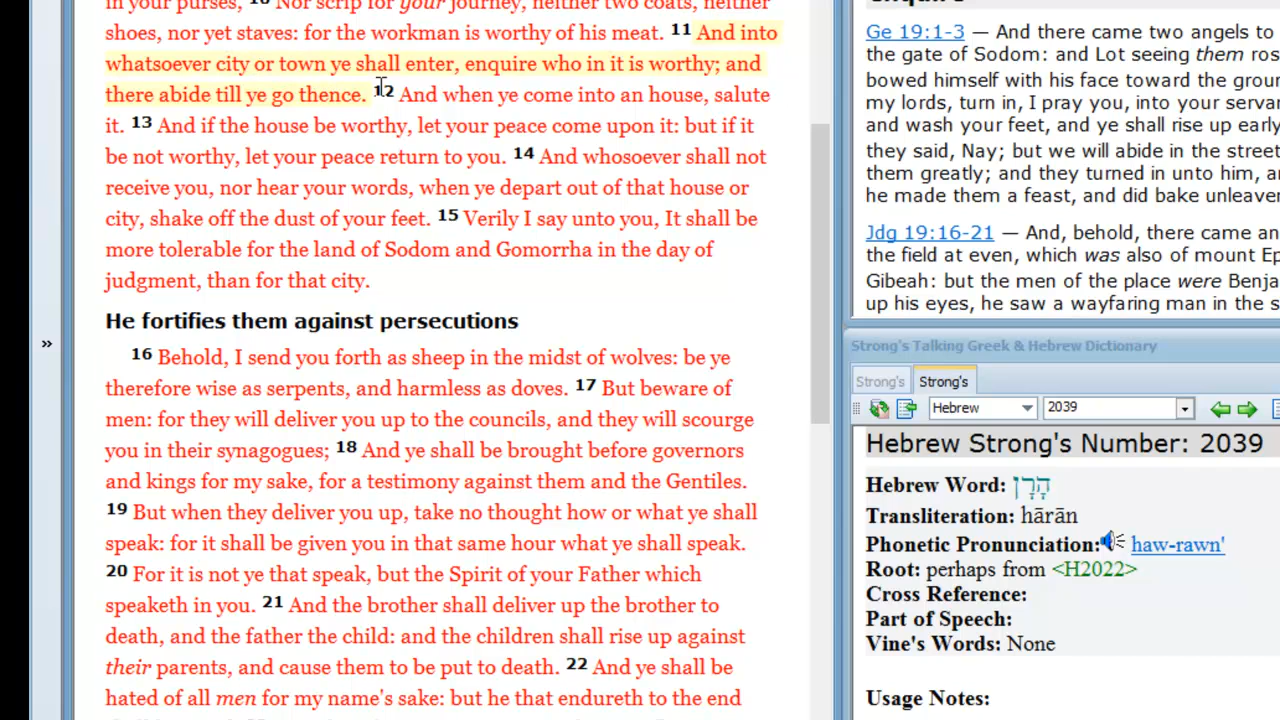 in your purses, 10 Nor scrip for your journey, neither two coats, neither
shoes, nor yet staves: for the workman is worthy of his meat. 11 And into
whatsoever city or town ye shall enter, enquire who in it is worthy; and
there abide till ye go thence. 12 And when ye come into an house, salute
it. 13 And if the house be worthy, let your peace come upon it: but if it
be not worthy, let your peace return to you. 14 And whosoever shall not
receive you, nor hear your words, when ye depart out of that house or
city, shake off the dust of your feet. 15 Verily I say unto you, It shall be
more tolerable for the land of Sodom and Gomorrha in the day of
judgment, than for that city.
He fortifies them against persecutions
16 Behold, I send you forth as sheep in the midst of wolves: be ye
therefore wise as serpents, and harmless as doves. 17 But beware of
men: for they will deliver you up to the councils, and they will scourge
you in their synagogues; 18 And ye shall be brought before governors
and kings for my sake, for a testimony against them and the Gentiles.
19 But when they deliver you up, take no thought how or what ye shall
speak: for it shall be given you in that same hour what ye shall speak.
20 For it is not ye that speak, but the Spirit of your Father which
speaketh in you. 21 And the brother shall deliver up the brother to
death, and the father the child: and the children shall rise up against
their parents, and cause them to be put to death. 22 And ye shall be
hated of all men for my name's sake: but he that endureth to the end
»
Ge 19:1-3 — And there came two angels to
the gate of Sodom: and Lot seeing them ros
bowed himself with his face toward the grour
my lords, turn in, I pray you, into your servar
and wash your feet, and ye shall rise up early
they said, Nay; but we will abide in the street
them greatly; and they turned in unto him, ar
he made them a feast, and did bake unleaver
Jdg 19:16-21 — And, behold, there came an
the field at even, which was also of mount Ep
Gibeah: but the men of the place were Benja
up his eyes, he saw a wayfaring man in the s
Strong's Talking Greek & Hebrew Dictionary
Strong's Strong's
Hebrew 2039
Hebrew Strong's Number: 2039
Hebrew Word: הָרָן
Transliteration: hārān
Phonetic Pronunciation: haw-rawn'
Root: perhaps from <H2022>
Cross Reference:
Part of Speech:
Vine's Words: None
Usage Notes: